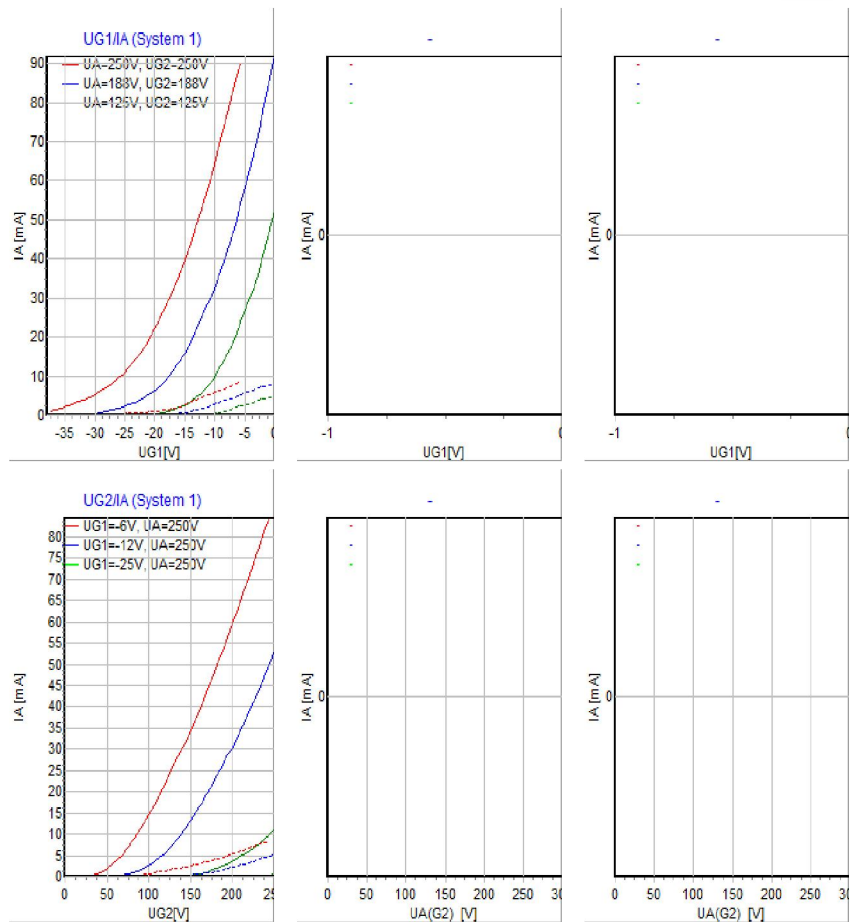 UG1/IA (System 1)
-
-
UA=250V, UG2=250V
UA=188V, UG2=188V
UA=125V, UG2=125V
90
80
70
60
50
40
30
20
10
0
IA [mA]
-35 -30 -25 -20 -15 -10 -5 0
UG1[V]
0
IA [mA]
-1 0
UG1[V]
0
IA [mA]
-1 0
UG1[V]
UG2/IA (System 1)
-
-
UG1=-6V, UA=250V
UG1=-12V, UA=250V
UG1=-25V, UA=250V
80
75
70
65
60
55
50
45
40
35
30
25
20
15
10
5
0
IA [mA]
0 50 100 150 200 25
UG2[V]
0
IA [mA]
0 50 100 150 200 250 30
UA(G2) [V]
0
IA [mA]
0 50 100 150 200 250 30
UA(G2) [V]